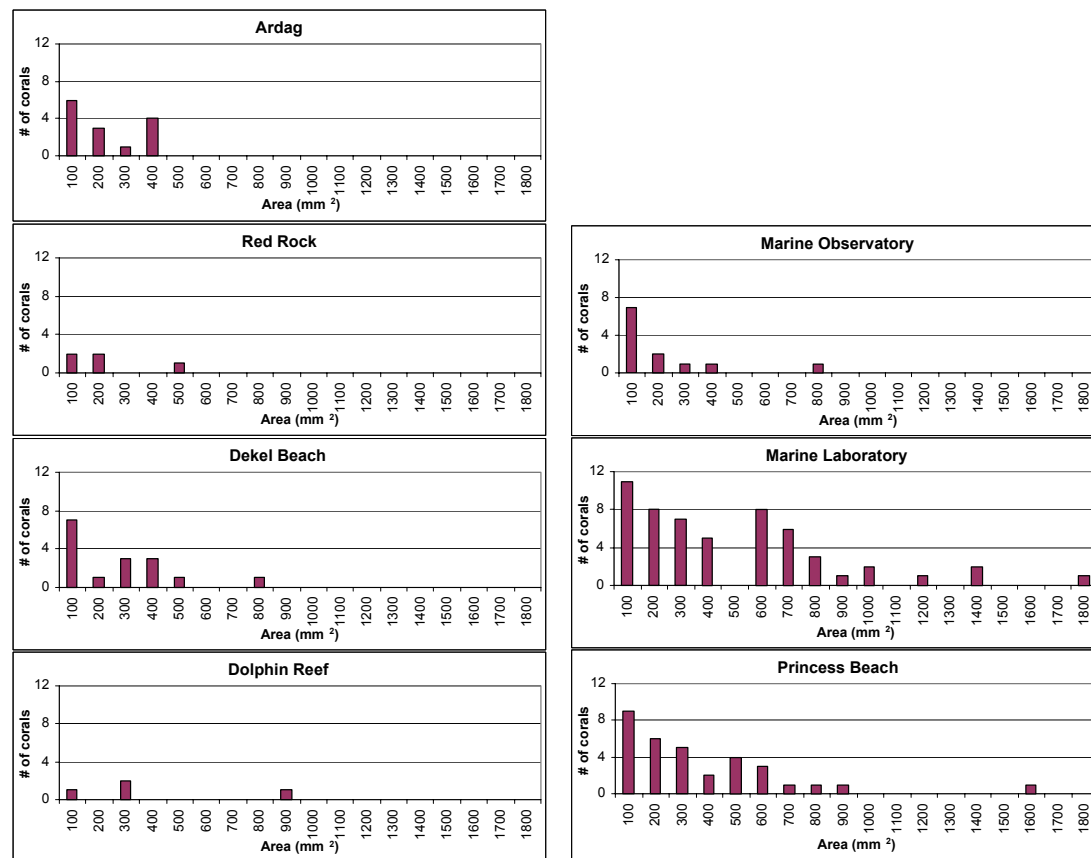 Ardag
# of corals
12
8
4
0
100 200 300 400 500 600 700 800 900 1000 1100 1200 1300 1400 1500 1600 1700 1800
Area (mm ²)
Red Rock
# of corals
12
8
4
0
100 200 300 400 500 600 700 800 900 1000 1100 1200 1300 1400 1500 1600 1700 1800
Area (mm ²)
Dekel Beach
# of corals
12
8
4
0
100 200 300 400 500 600 700 800 900 1000 1100 1200 1300 1400 1500 1600 1700 1800
Area (mm ²)
Dolphin Reef
# of corals
12
8
4
0
100 200 300 400 500 600 700 800 900 1000 1100 1200 1300 1400 1500 1600 1700 1800
Area (mm ²)
Marine Observatory
# of corals
12
8
4
0
100 200 300 400 500 600 700 800 900 1000 1100 1200 1300 1400 1500 1600 1700 1800
Area (mm ²)
Marine Laboratory
# of corals
12
8
4
0
100 200 300 400 500 600 700 800 900 1000 1100 1200 1300 1400 1500 1600 1700 1800
Area (mm ²)
Princess Beach
# of corals
12
8
4
0
100 200 300 400 500 600 700 800 900 1000 1100 1200 1300 1400 1500 1600 1700 1800
Area (mm ²)